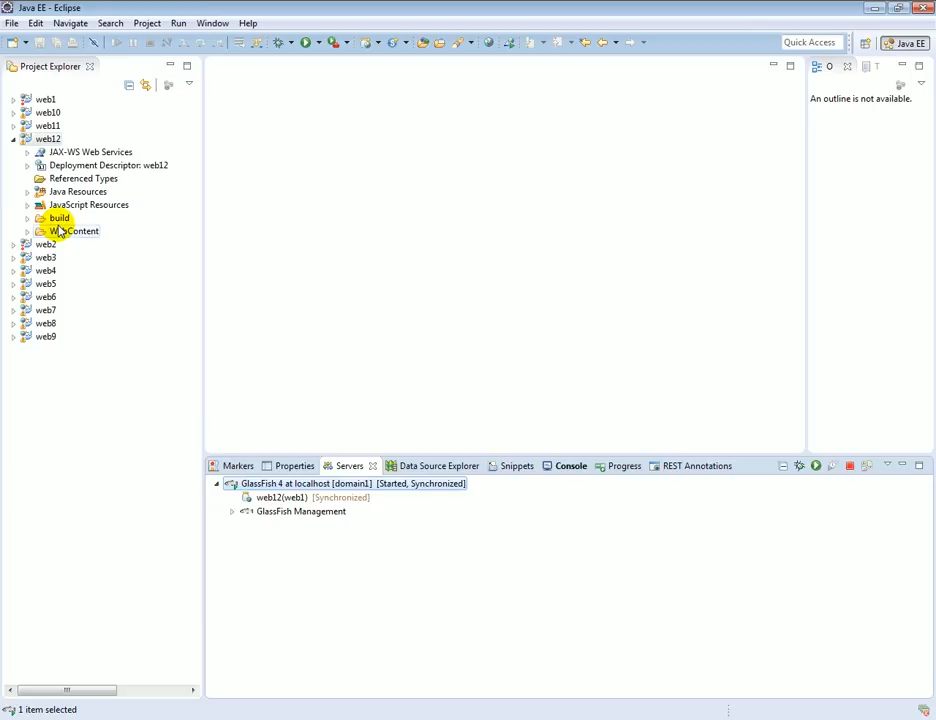 Java EE - Eclipse
File Edit Navigate Search Project Run Window Help
Quick Access Java EE
Project Explorer
O T
An outline is not available.
web1
web10
web11
web12
JAX-WS Web Services
Deployment Descriptor: web12
Referenced Types
Java Resources
JavaScript Resources
build
WebContent
web2
web3
web4
web5
web6
web7
web8
web9
Markers Properties Servers Data Source Explorer Snippets Console Progress REST Annotations
GlassFish 4 at localhost [domain1] [Started, Synchronized]
web12(web1) [Synchronized]
GlassFish Management
1 item selected